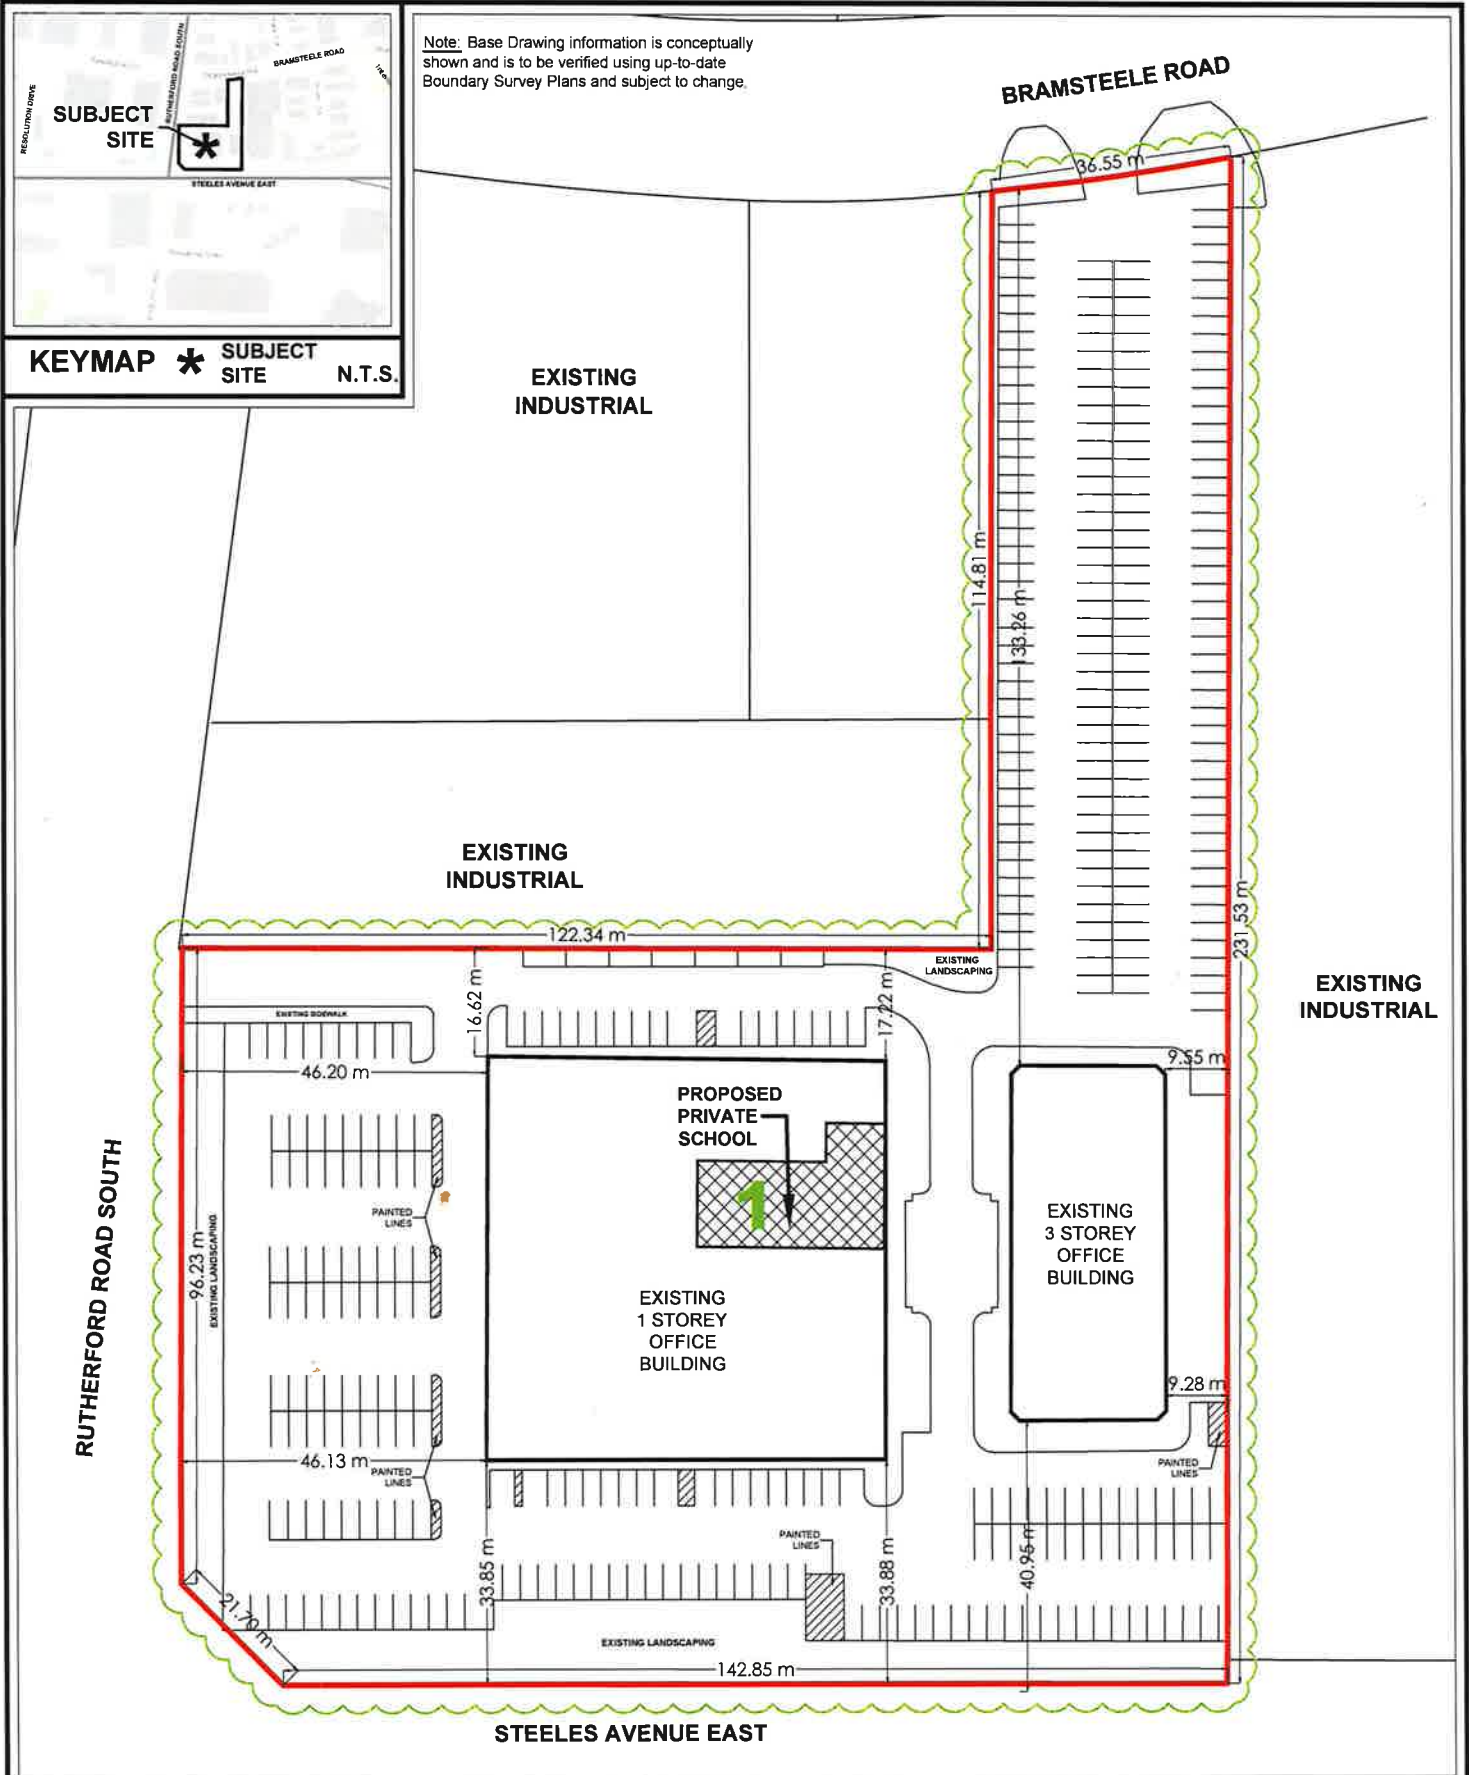 RESOLUTION DRIVE
RUTHERFORD ROAD SOUTH
BRAMSTEELE ROAD
SUBJECT
SITE
STEELES AVENUE EAST
KEYMAP * SUBJECT
SITE
N.T.S.
Note: Base Drawing information is conceptually
shown and is to be verified using up-to-date
Boundary Survey Plans and subject to change.
BRAMSTEELE ROAD
36.55 m
EXISTING
INDUSTRIAL
114.81 m
133.26 m
EXISTING
INDUSTRIAL
122.34 m
231.53 m
EXISTING
LANDSCAPING
EXISTING
INDUSTRIAL
16.62 m
17.22 m
EXISTING SIDEWALK
46.20 m
9.55 m
PROPOSED
PRIVATE
SCHOOL
1
RUTHERFORD ROAD SOUTH
96.23 m
EXISTING LANDSCAPING
PAINTED
LINES
EXISTING
3 STOREY
OFFICE
BUILDING
EXISTING
1 STOREY
OFFICE
BUILDING
9.28 m
46.13 m
PAINTED
LINES
PAINTED
LINES
PAINTED
LINES
33.85 m
33.88 m
40.95 m
21.70 m
EXISTING LANDSCAPING
142.85 m
STEELES AVENUE EAST